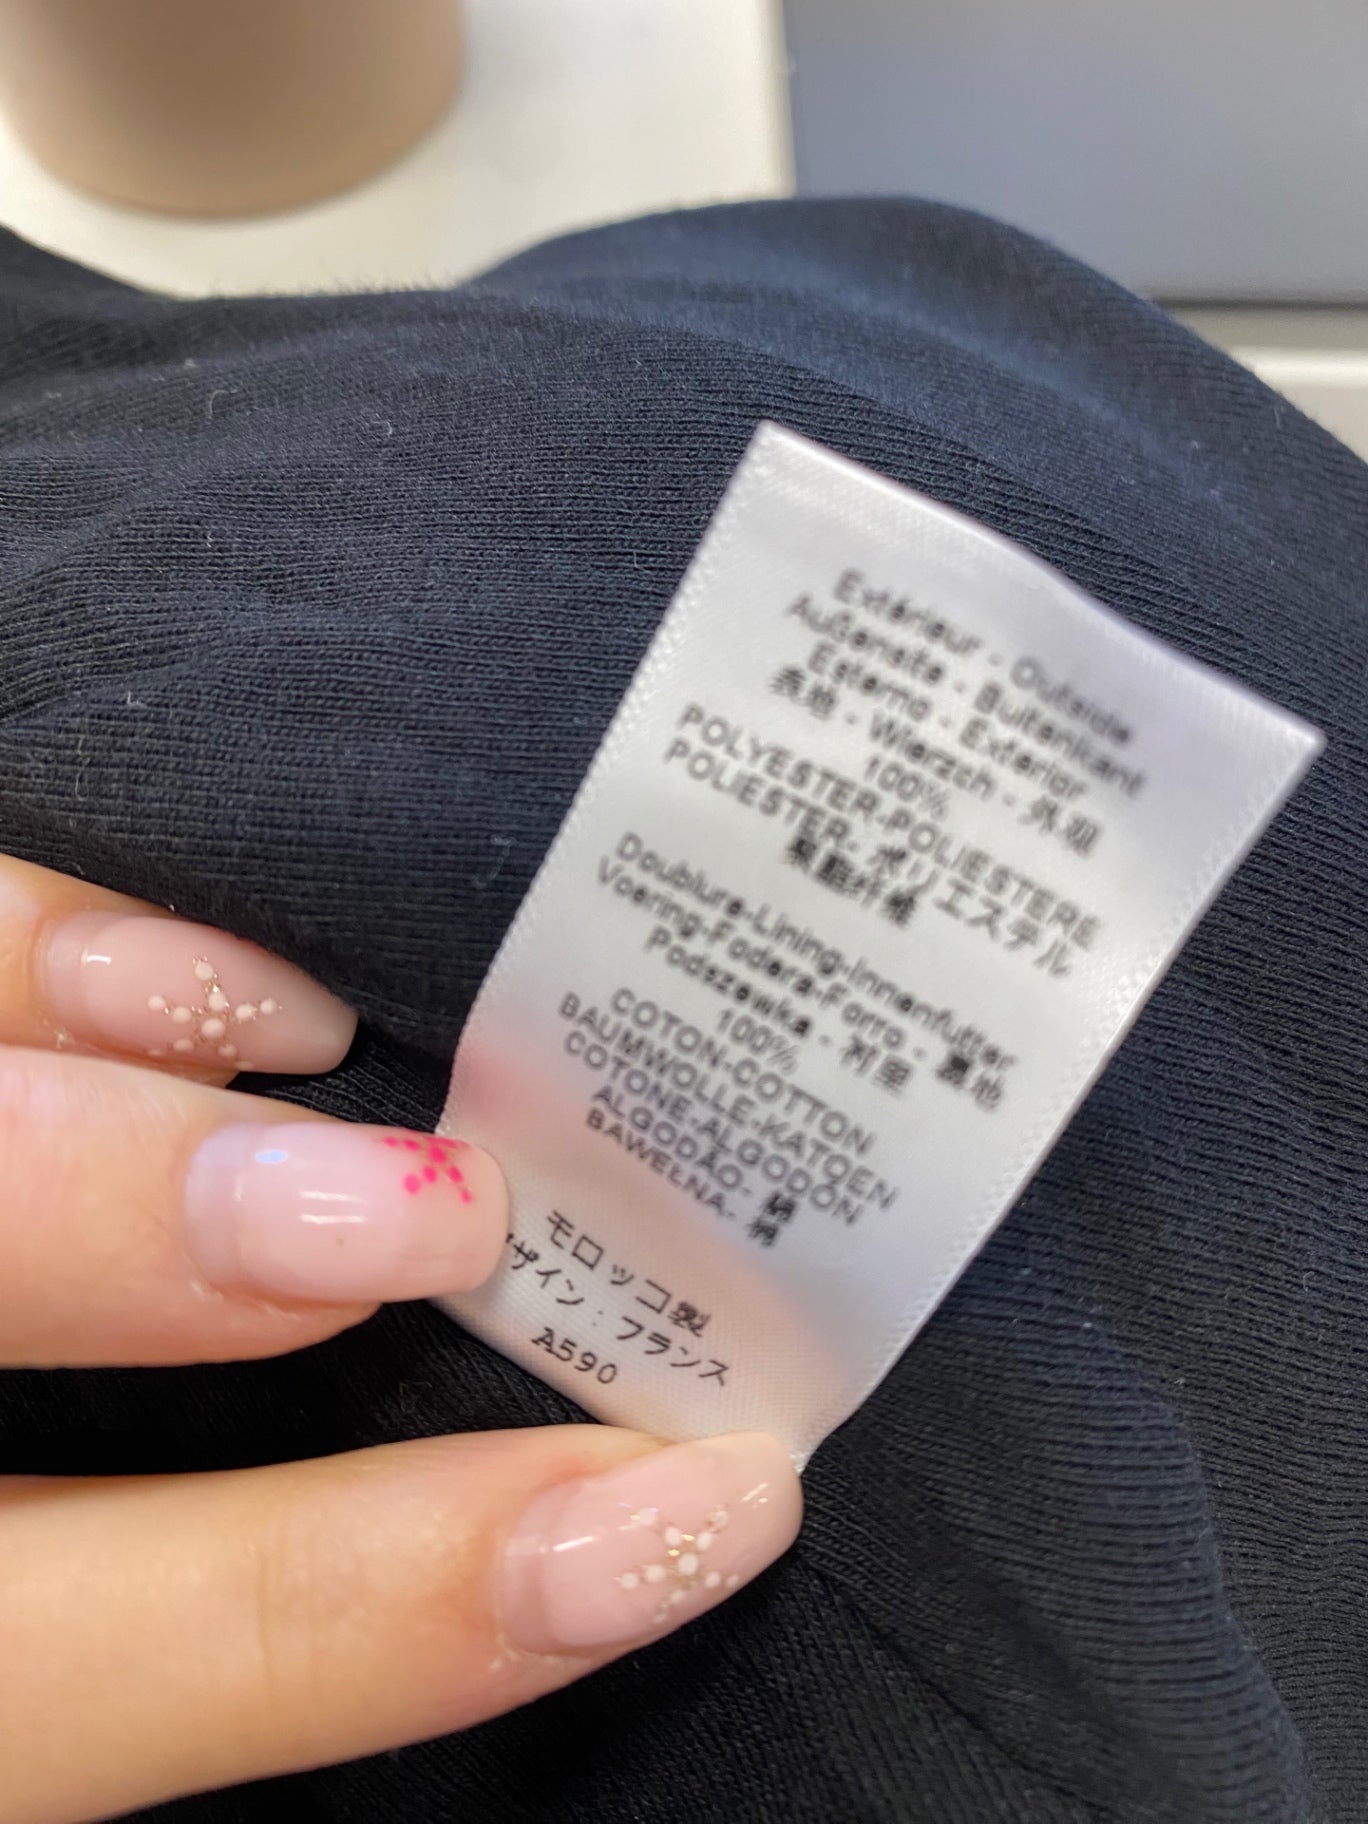 Extérieur - Outside
Außenseite - Buitenkant
Esterno - Exterior
表地 - Wierzch - 外观
100%
POLYESTER-POLIESTERE
POLIESTER- ポリエステル
聚酯纤维
Doublure-Lining-Innenfutter
Voering-Fodera-Forro - 裏地
Podszewka - 衬里
100%
COTON-COTTON
BAUMWOLLE-KATOEN
COTONE-ALGODÓN
ALGODÃO- 綿
BAWEŁNA- 棉
モロッコ製
デザイン : フランス
A590